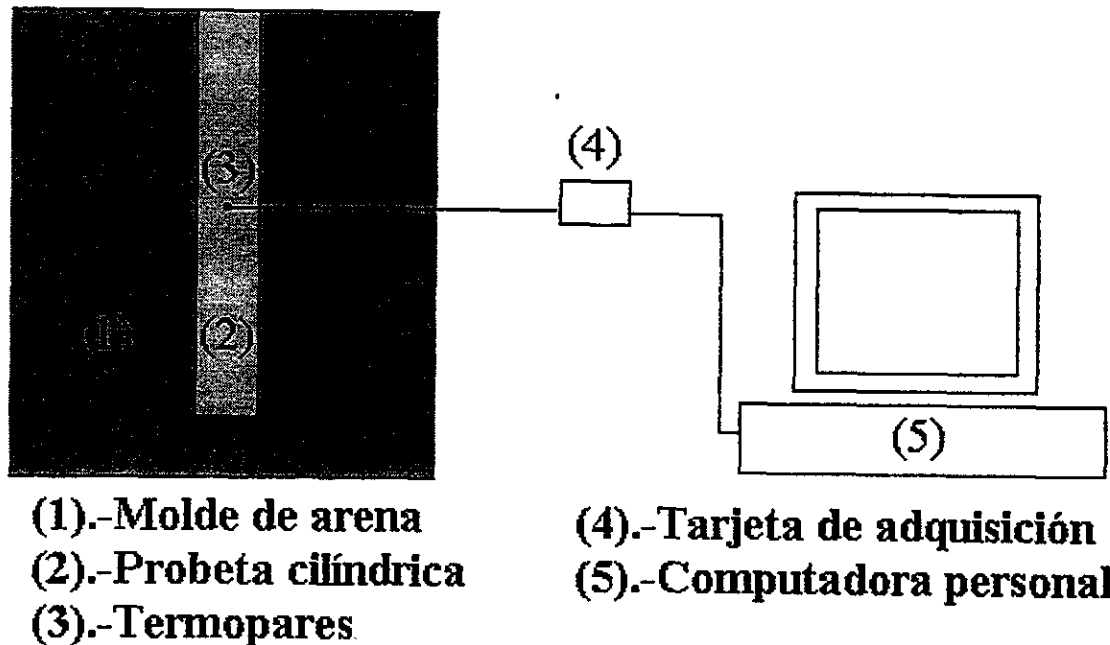 (4)
(3)
(1)
(2)
(5)
(1).-Molde de arena
(2).-Probeta cilíndrica
(3).-Termopares
(4).-Tarjeta de adquisición
(5).-Computadora personal